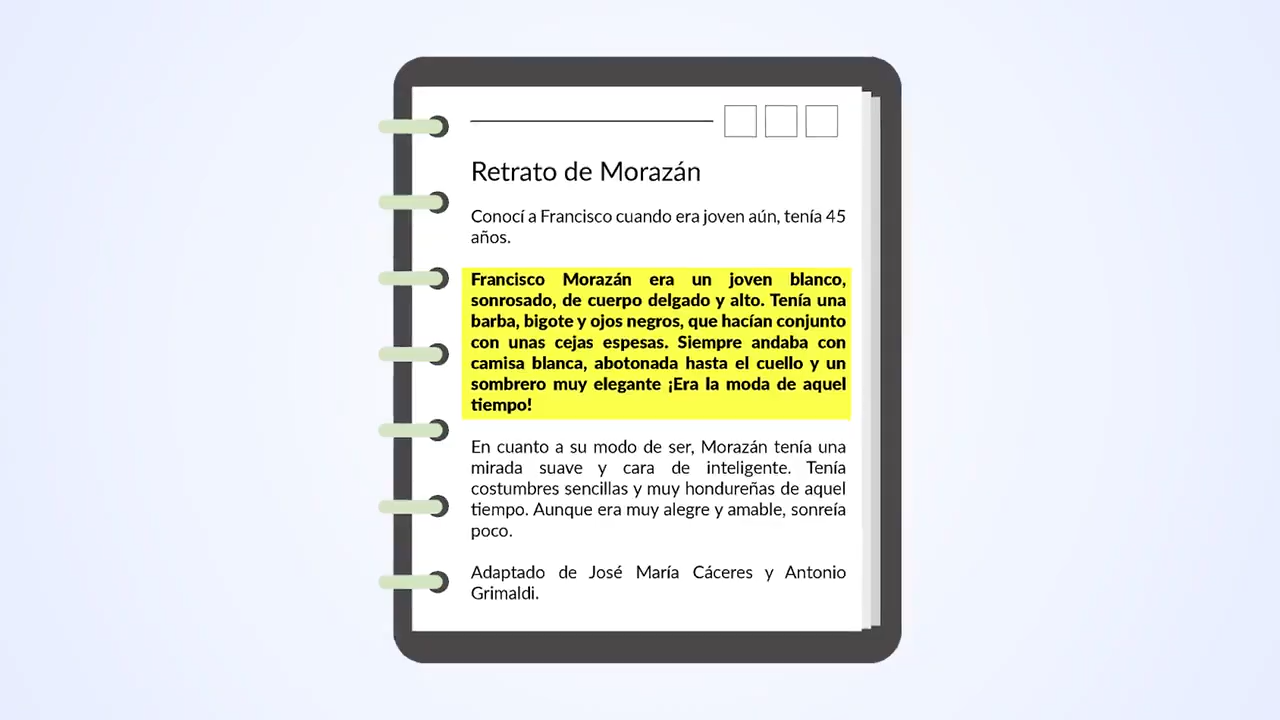 Retrato de Morazán
Conocí a Francisco cuando era joven aún, tenía 45
años.
Francisco Morazán era un joven blanco,
sonrosado, de cuerpo delgado y alto. Tenía una
barba, bigote y ojos negros, que hacían conjunto
con unas cejas espesas. Siempre andaba con
camisa blanca, abotonada hasta el cuello y un
sombrero muy elegante ¡Era la moda de aquel
tiempo!
En cuanto a su modo de ser, Morazán tenía una
mirada suave y cara de inteligente. Tenía
costumbres sencillas y muy hondureñas de aquel
tiempo. Aunque era muy alegre y amable, sonreía
poco.
Adaptado de José María Cáceres y Antonio
Grimaldi.